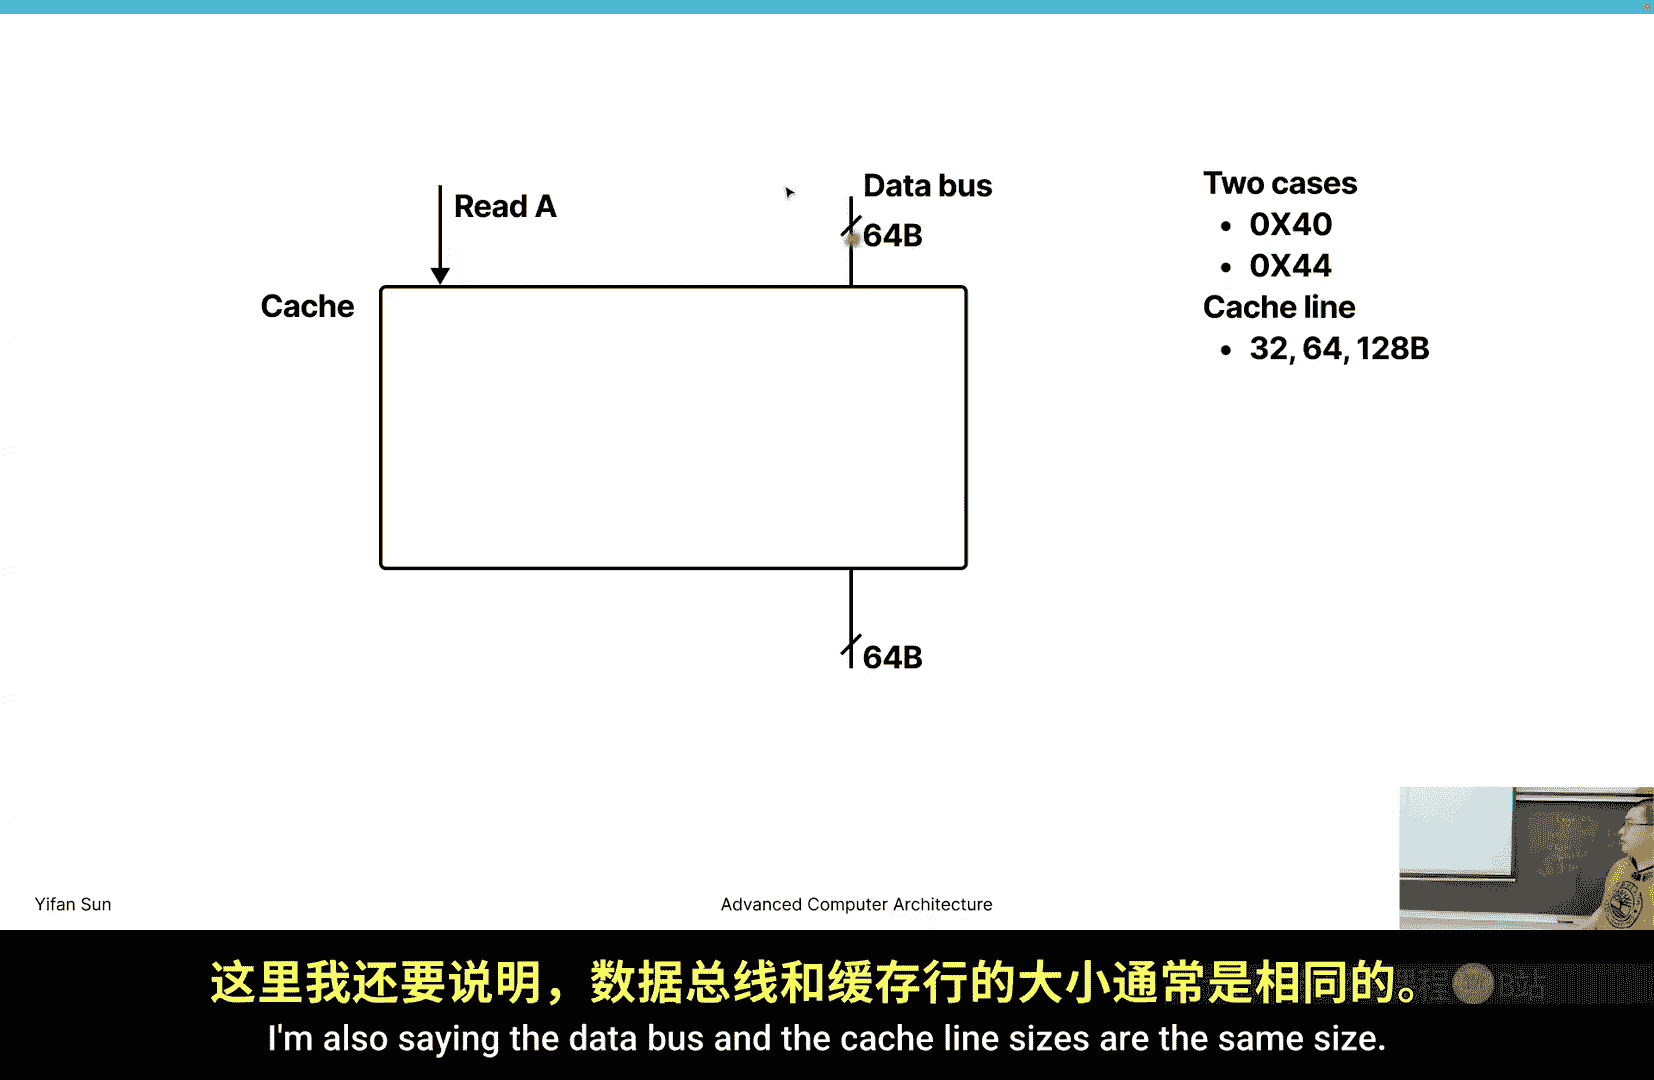 Read A
Data bus
64B
Cache
64B
Two cases
• 0X40
• 0X44
Cache line
• 32, 64, 128B
Yifan Sun
Advanced Computer Architecture
这里我还要说明，数据总线和缓存行的大小通常是相同的。
I'm also saying the data bus and the cache line sizes are the same size.